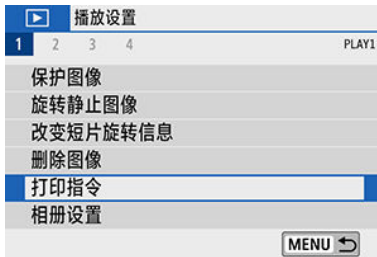 播放设置
1 2 3 4 PLAY1
保护图像
旋转静止图像
改变短片旋转信息
删除图像
打印指令
相册设置
MENU